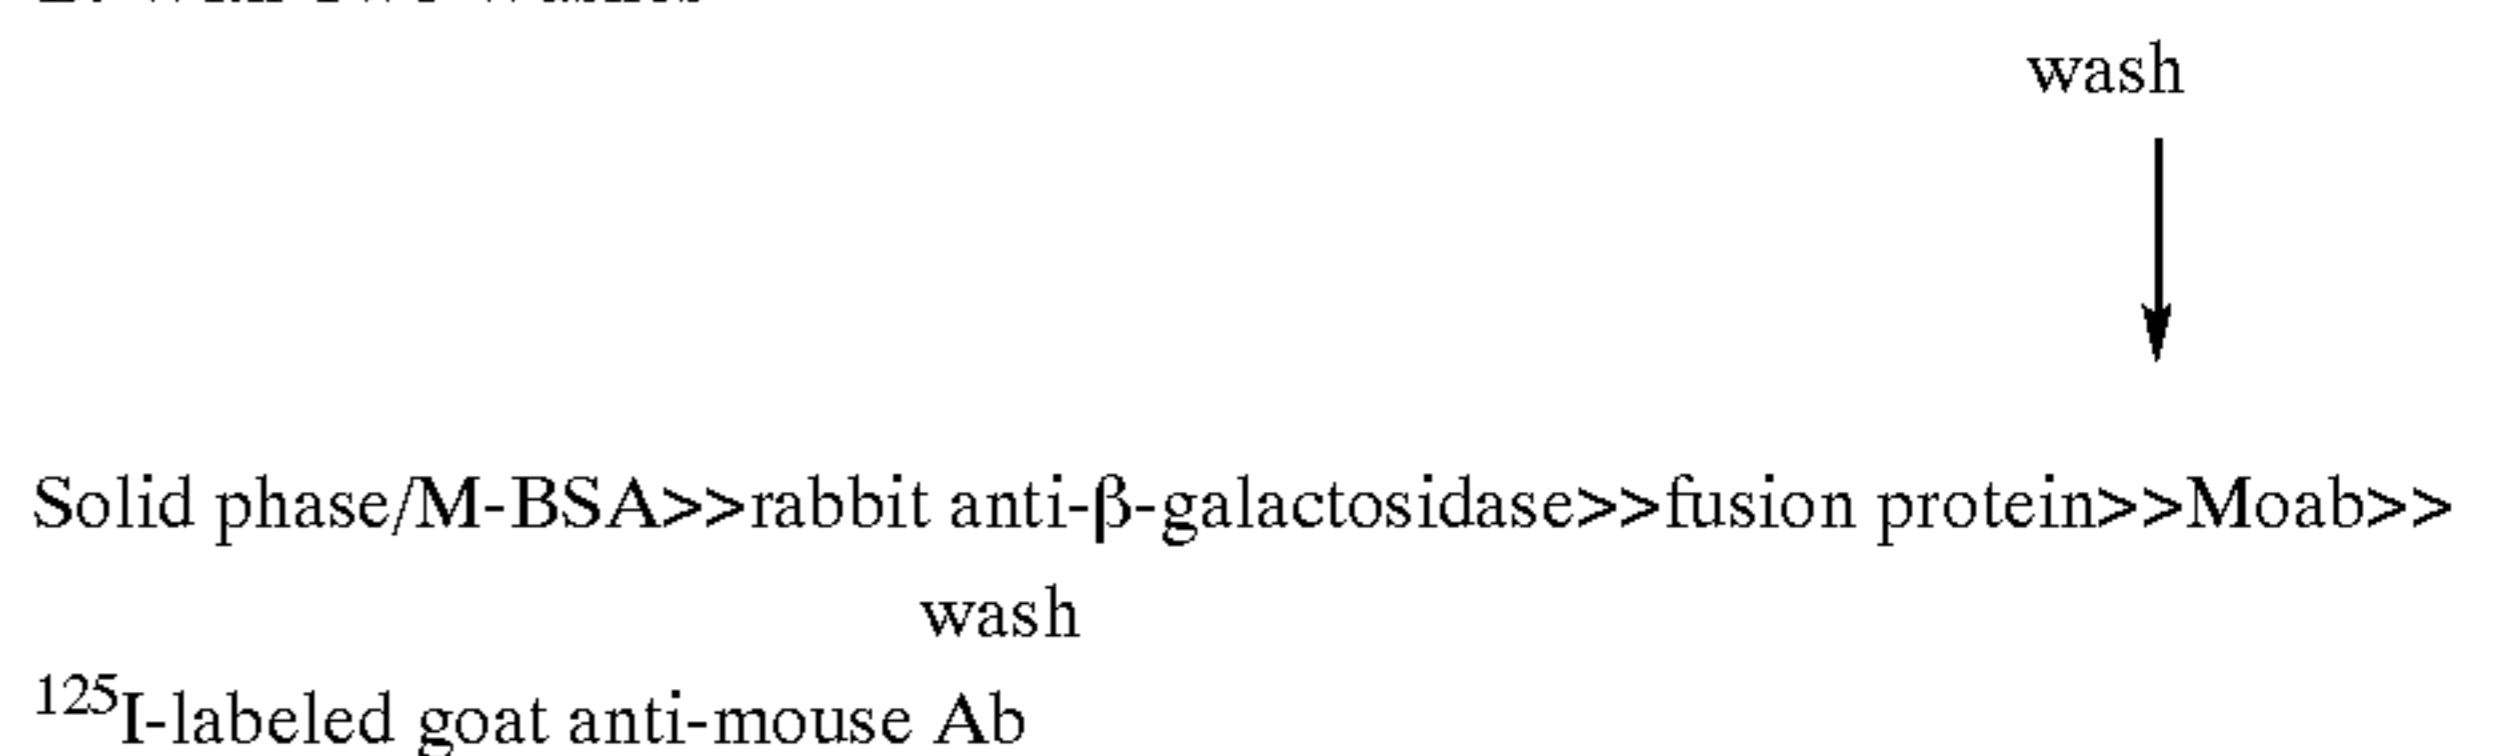 wash
Solid phase/M-BSA>>rabbit anti-β-galactosidase>>fusion protein>>Moab>>
wash
¹²⁵I-labeled goat anti-mouse Ab